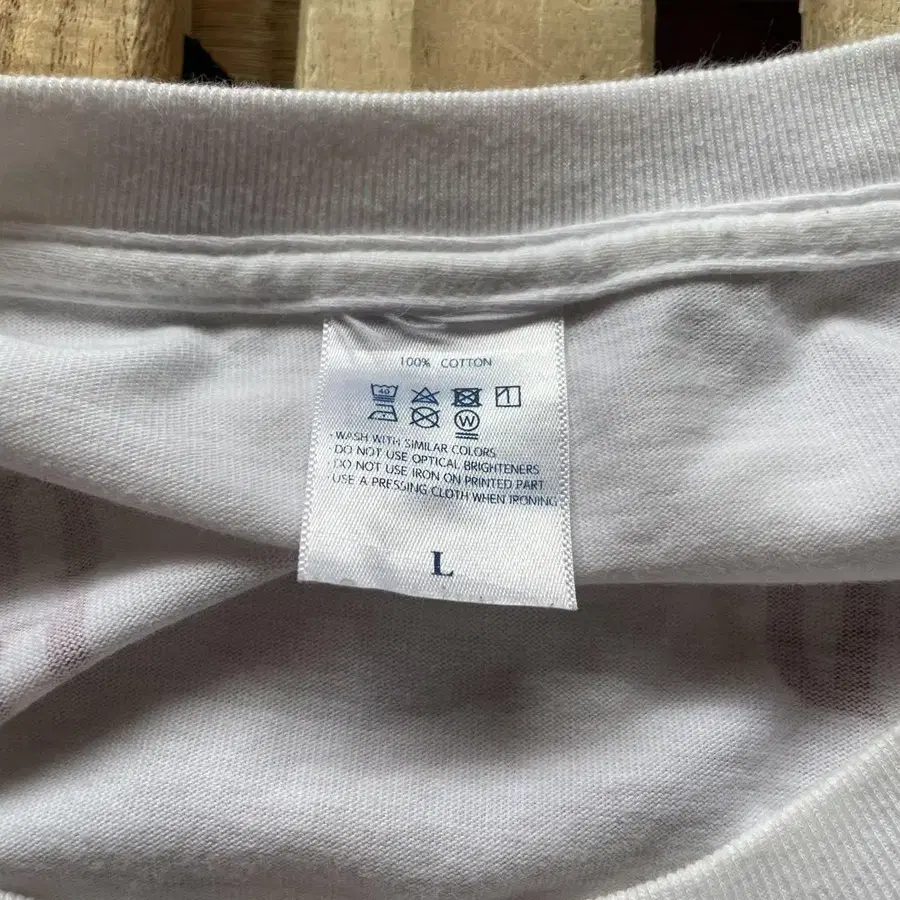 100% COTTON
40
W
· WASH WITH SIMILAR COLORS
· DO NOT USE OPTICAL BRIGHTENERS
· DO NOT USE IRON ON PRINTED PART
· USE A PRESSING CLOTH WHEN IRONING
L